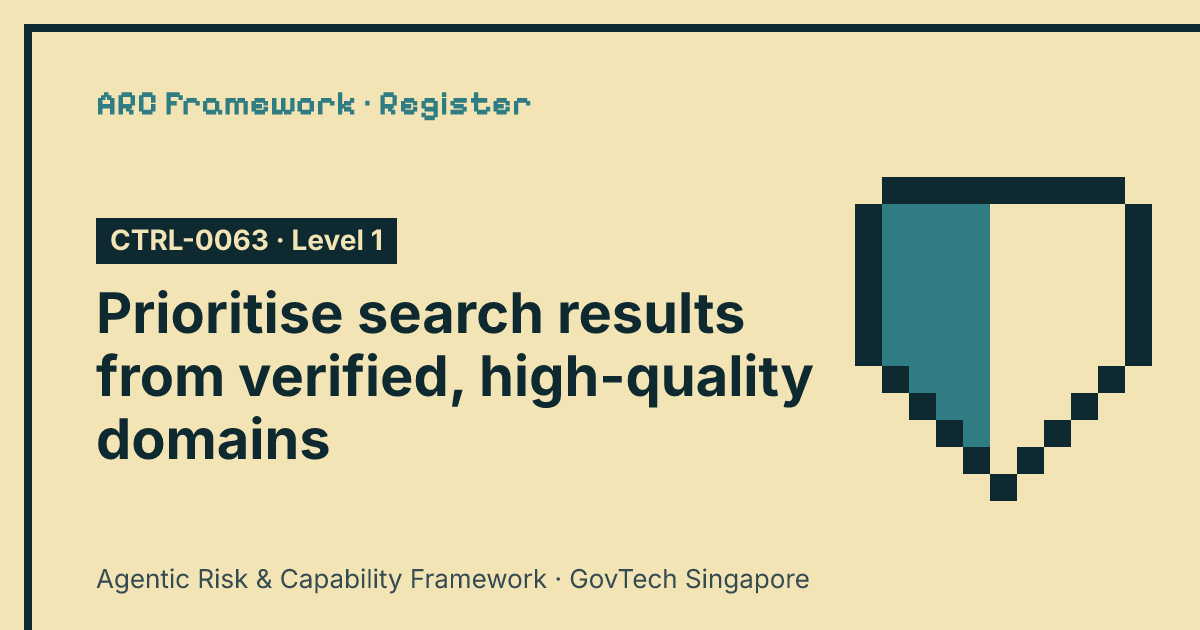 ARC Framework · Register
CTRL-0063 · Level 1
Prioritise search results
from verified, high-quality
domains
Agentic Risk & Capability Framework · GovTech Singapore